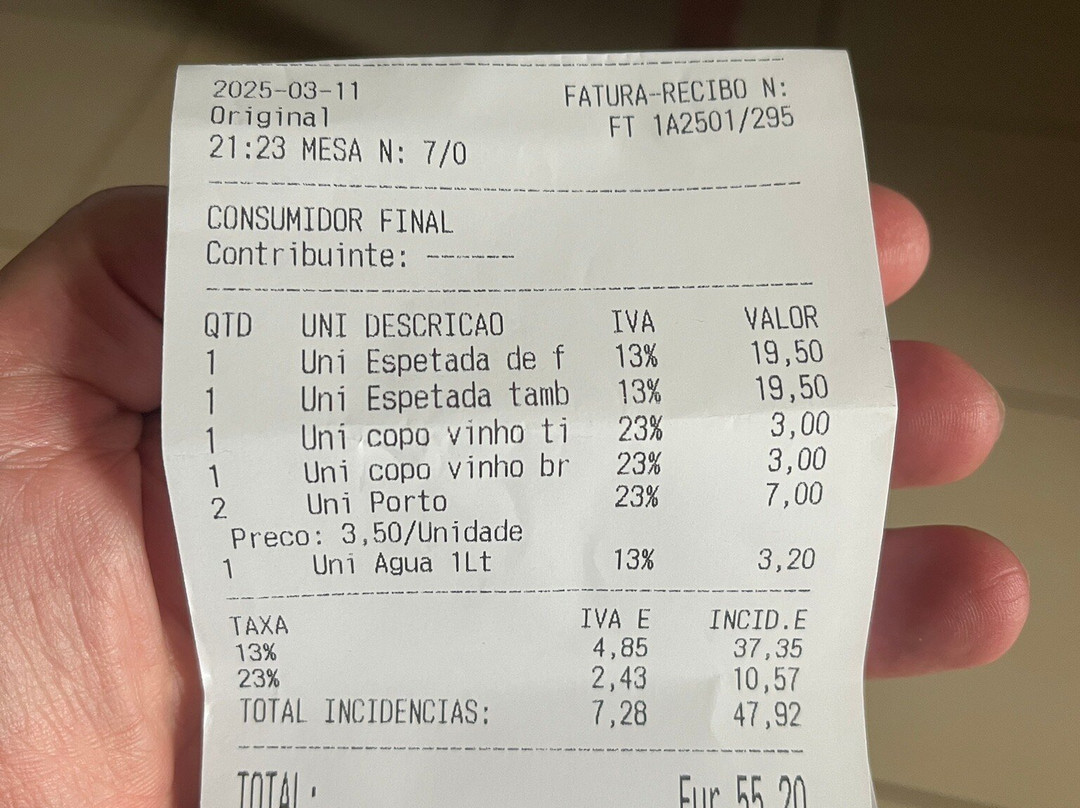 2025-03-11 FATURA-RECIBO N:
Original FT 1A2501/295
21:23 MESA N: 7/0
CONSUMIDOR FINAL
Contribuinte: ------
QTD UNI DESCRICAO IVA VALOR
1 Uni Espetada de f 13% 19,50
1 Uni Espetada tamb 13% 19,50
1 Uni copo vinho ti 23% 3,00
1 Uni copo vinho br 23% 3,00
2 Uni Porto 23% 7,00
Preco: 3,50/Unidade
1 Uni Agua 1Lt 13% 3,20
TAXA IVA E INCID.E
13% 4,85 37,35
23% 2,43 10,57
TOTAL INCIDENCIAS: 7,28 47,92
TOTAL: Eur 55,20